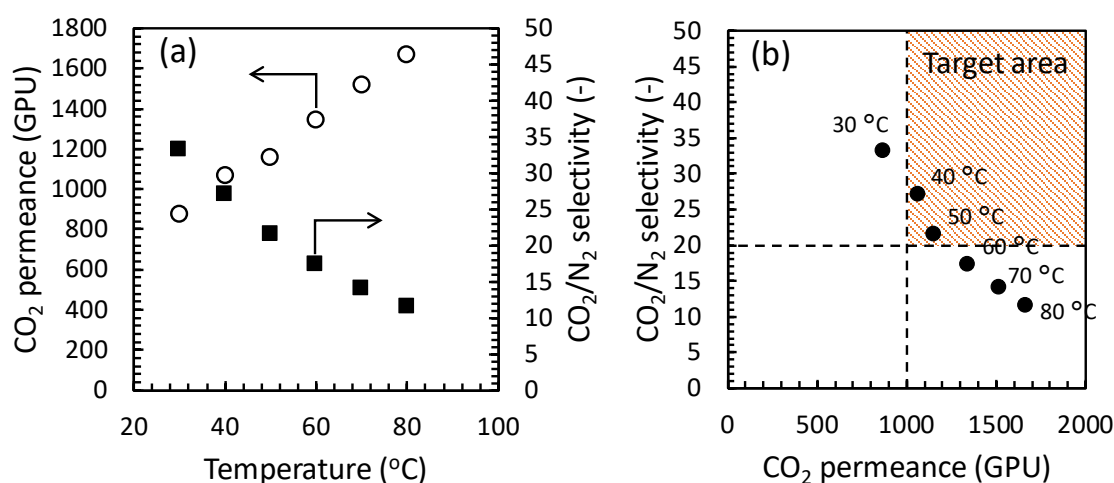 (a)
1800
1600
1400
1200
1000
800
600
400
200
0
CO₂ permeance (GPU)
50
45
40
35
30
25
20
15
10
5
0
CO₂/N₂ selectivity (-)
20 40 60 80 100
Temperature (°C)
(b)
Target area
50
45
40
35
30
25
20
15
10
5
0
CO₂/N₂ selectivity (-)
30 °C
40 °C
50 °C
60 °C
70 °C
80 °C
0 500 1000 1500 2000
CO₂ permeance (GPU)